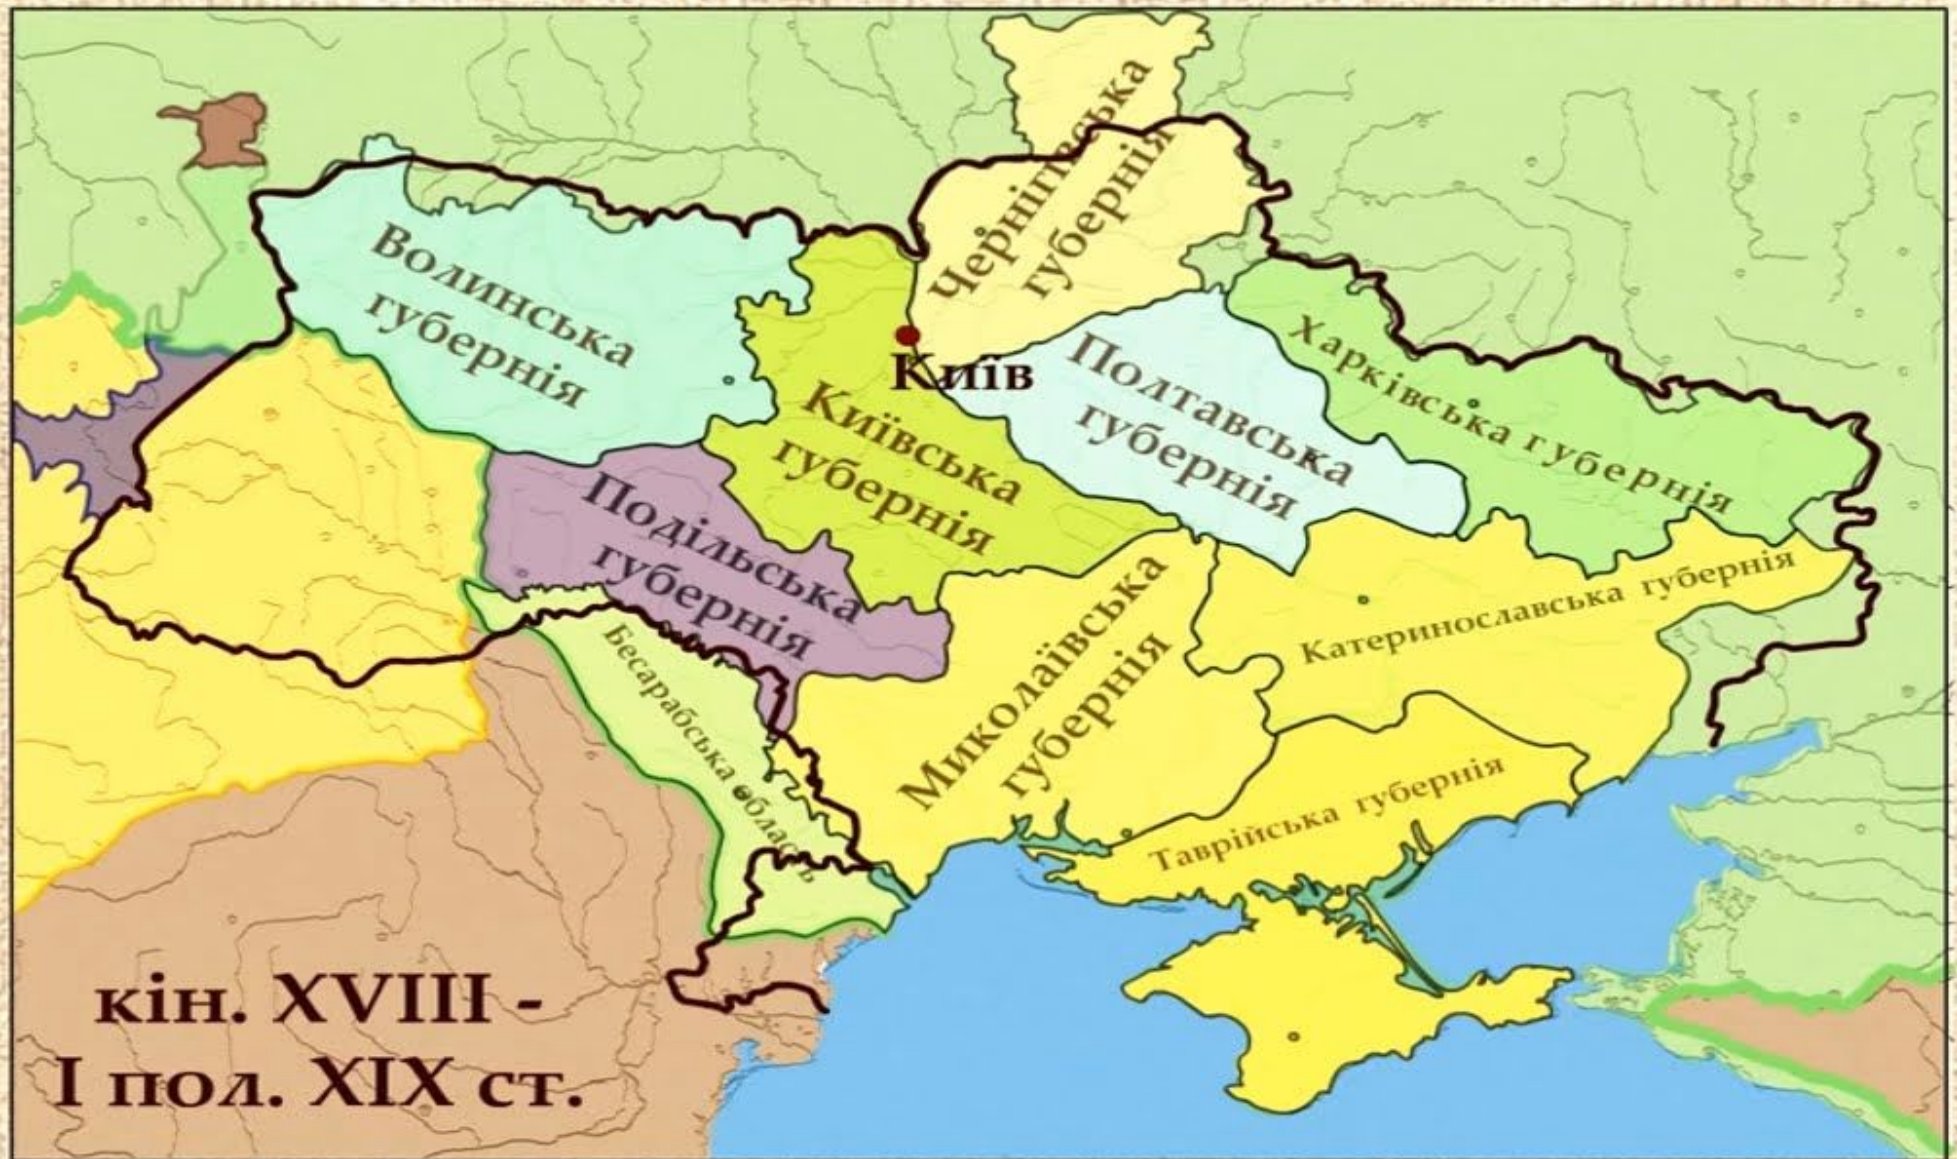 Чернігівська
губернія
Волинська
губернія
Київ
Київська
губернія
Полтавська
губернія
Харківська губернія
Подільська
губернія
Бесарабська область
Миколаївська
губернія
Катеринославська губернія
Таврійська губернія
кін. XVIII -
І пол. XIX ст.